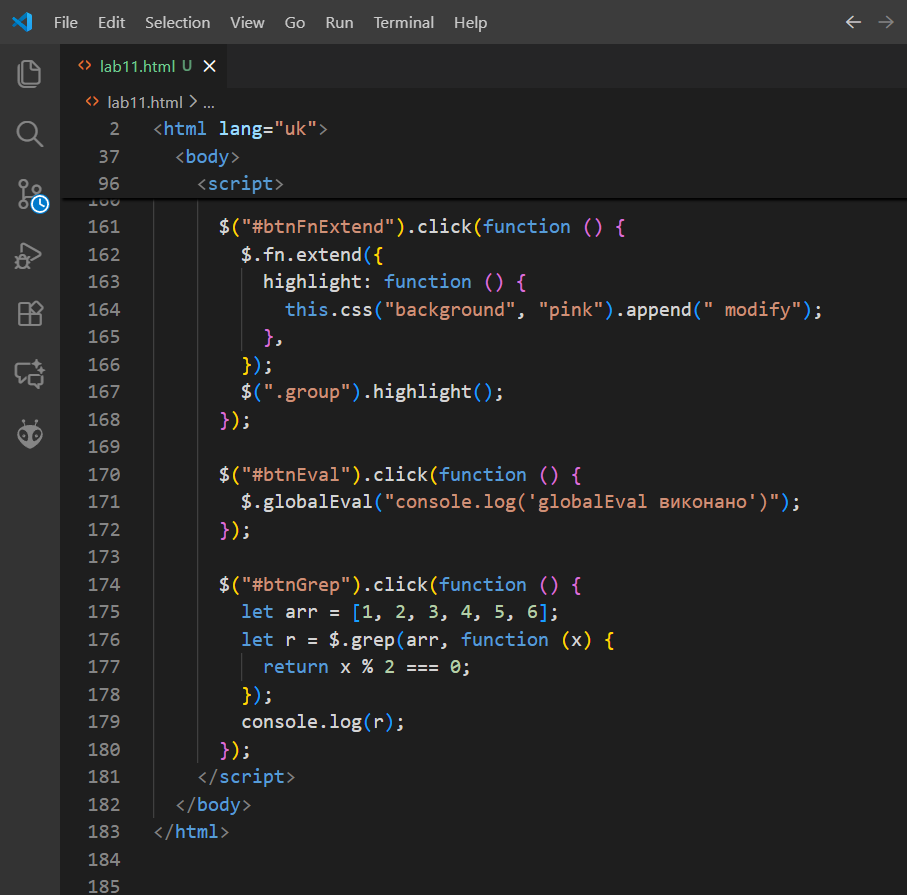 File Edit Selection View Go Run Terminal Help
lab11.html U
lab11.html > ...
2 <html lang="uk">
37 <body>
96 <script>
160
161 $("#btnFnExtend").click(function () {
162 $.fn.extend({
163 highlight: function () {
164 this.css("background", "pink").append(" modify");
165 },
166 });
167 $(".group").highlight();
168 });
169
170 $("#btnEval").click(function () {
171 $.globalEval("console.log('globalEval виконано')");
172 });
173
174 $("#btnGrep").click(function () {
175 let arr = [1, 2, 3, 4, 5, 6];
176 let r = $.grep(arr, function (x) {
177 return x % 2 === 0;
178 });
179 console.log(r);
180 });
181 </script>
182 </body>
183 </html>
184
185